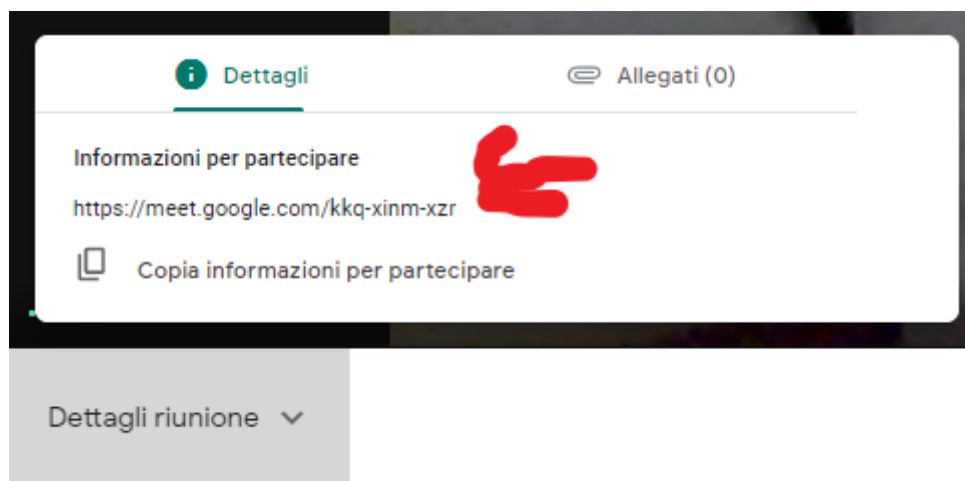 Dettagli
Allegati (0)
Informazioni per partecipare
https://meet.google.com/kkq-xinm-xzr
Copia informazioni per partecipare
Dettagli riunione